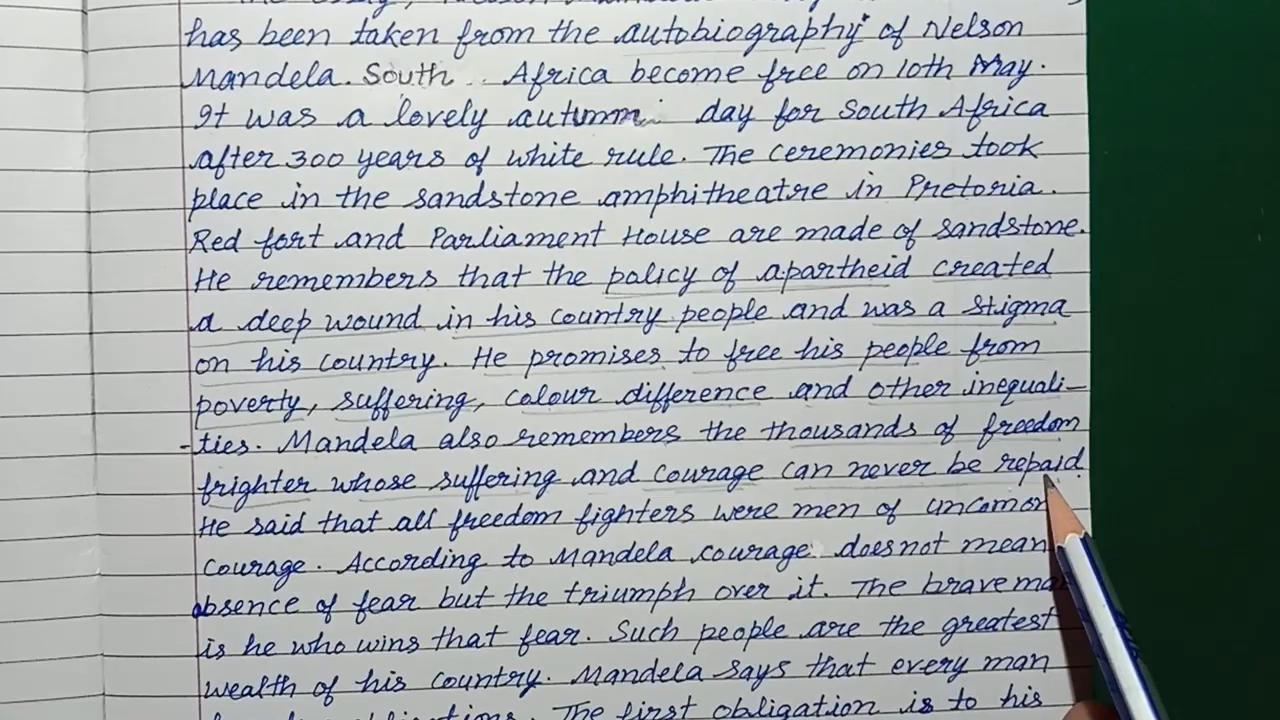 has been taken from the autobiography of Nelson
Mandela. South Africa become free on 10th May.
It was a lovely autumn day for South Africa
after 300 years of white rule. The ceremonies took
place in the sandstone amphitheatre in Pretoria.
Red fort and Parliament House are made of sandstone.
He remembers that the policy of apartheid created
a deep wound in his country people and was a stigma
on his country. He promises to free his people from
poverty, suffering, colour difference and other inequali-
-ties. Mandela also remembers the thousands of freedom
frighter whose suffering and courage can never be repaid.
He said that all freedom fighters were men of uncomon
courage. According to Mandela courage does not mean
absence of fear but the triumph over it. The brave man
is he who wins that fear. Such people are the greatest
wealth of his country. Mandela says that every man
The first obligation is to his